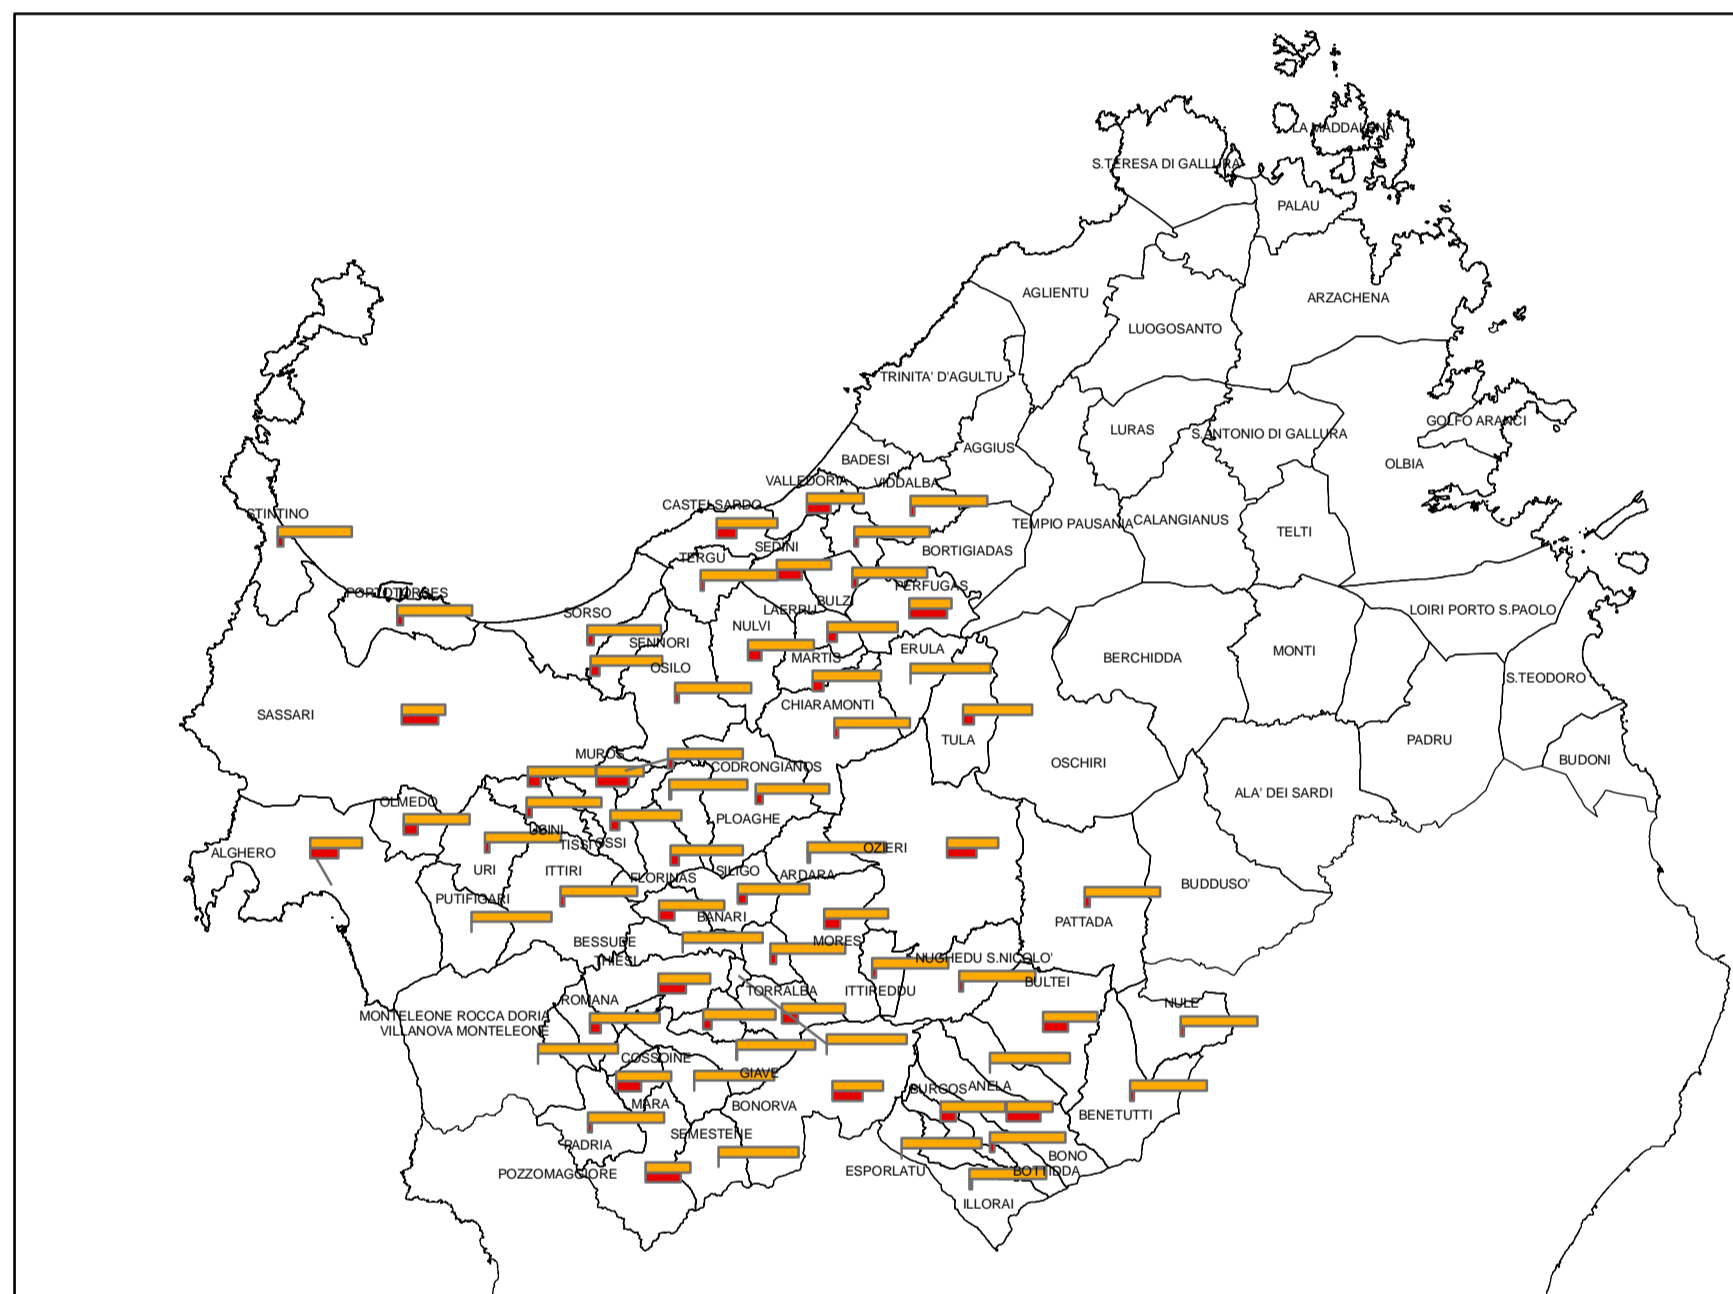 LA MADDALENA
S.TERESA DI GALLURA
PALAU
AGLIENTU
ARZACHENA
LUOGOSANTO
TRINITA' D'AGULTU
GOLFO ARANCI
LURAS
S.ANTONIO DI GALLURA
AGGIUS
BADESI
OLBIA
VALLEDORIA
VIDDALBA
CASTELSARDO
STINTINO
TEMPIO PAUSANIA
CALANGIANUS
TELTI
SEDINI
BORTIGIADAS
TERGU
PERFUGAS
PORTOTORRES
BULZI
LAERRU
SORSO
LOIRI PORTO S.PAOLO
NULVI
SENNORI
ERULA
MONTI
MARTIS
BERCHIDDA
OSILO
S.TEODORO
CHIARAMONTI
SASSARI
TULA
PADRU
MUROS
BUDONI
OSCHIRI
CODRONGIANOS
ALA' DEI SARDI
OLMEDO
PLOAGHE
USINI
TISSI
OSSI
OZIERI
ALGHERO
URI
ITTIRI
SILIGO
ARDARA
FLORINAS
BUDDUSO'
PUTIFIGARI
BANARI
PATTADA
BESSUDE
MORES
THIESI
NUGHEDU S.NICOLO'
BULTEI
TORRALBA
ITTIREDDU
ROMANA
NULE
MONTELEONE ROCCA DORIA
VILLANOVA MONTELEONE
COSSOINE
GIAVE
BURGOS
ANELA
MARA
BONORVA
BENETUTTI
SEMESTENE
PADRIA
BONO
POZZOMAGGIORE
ESPORLATU
BOTTIDDA
ILLORAI